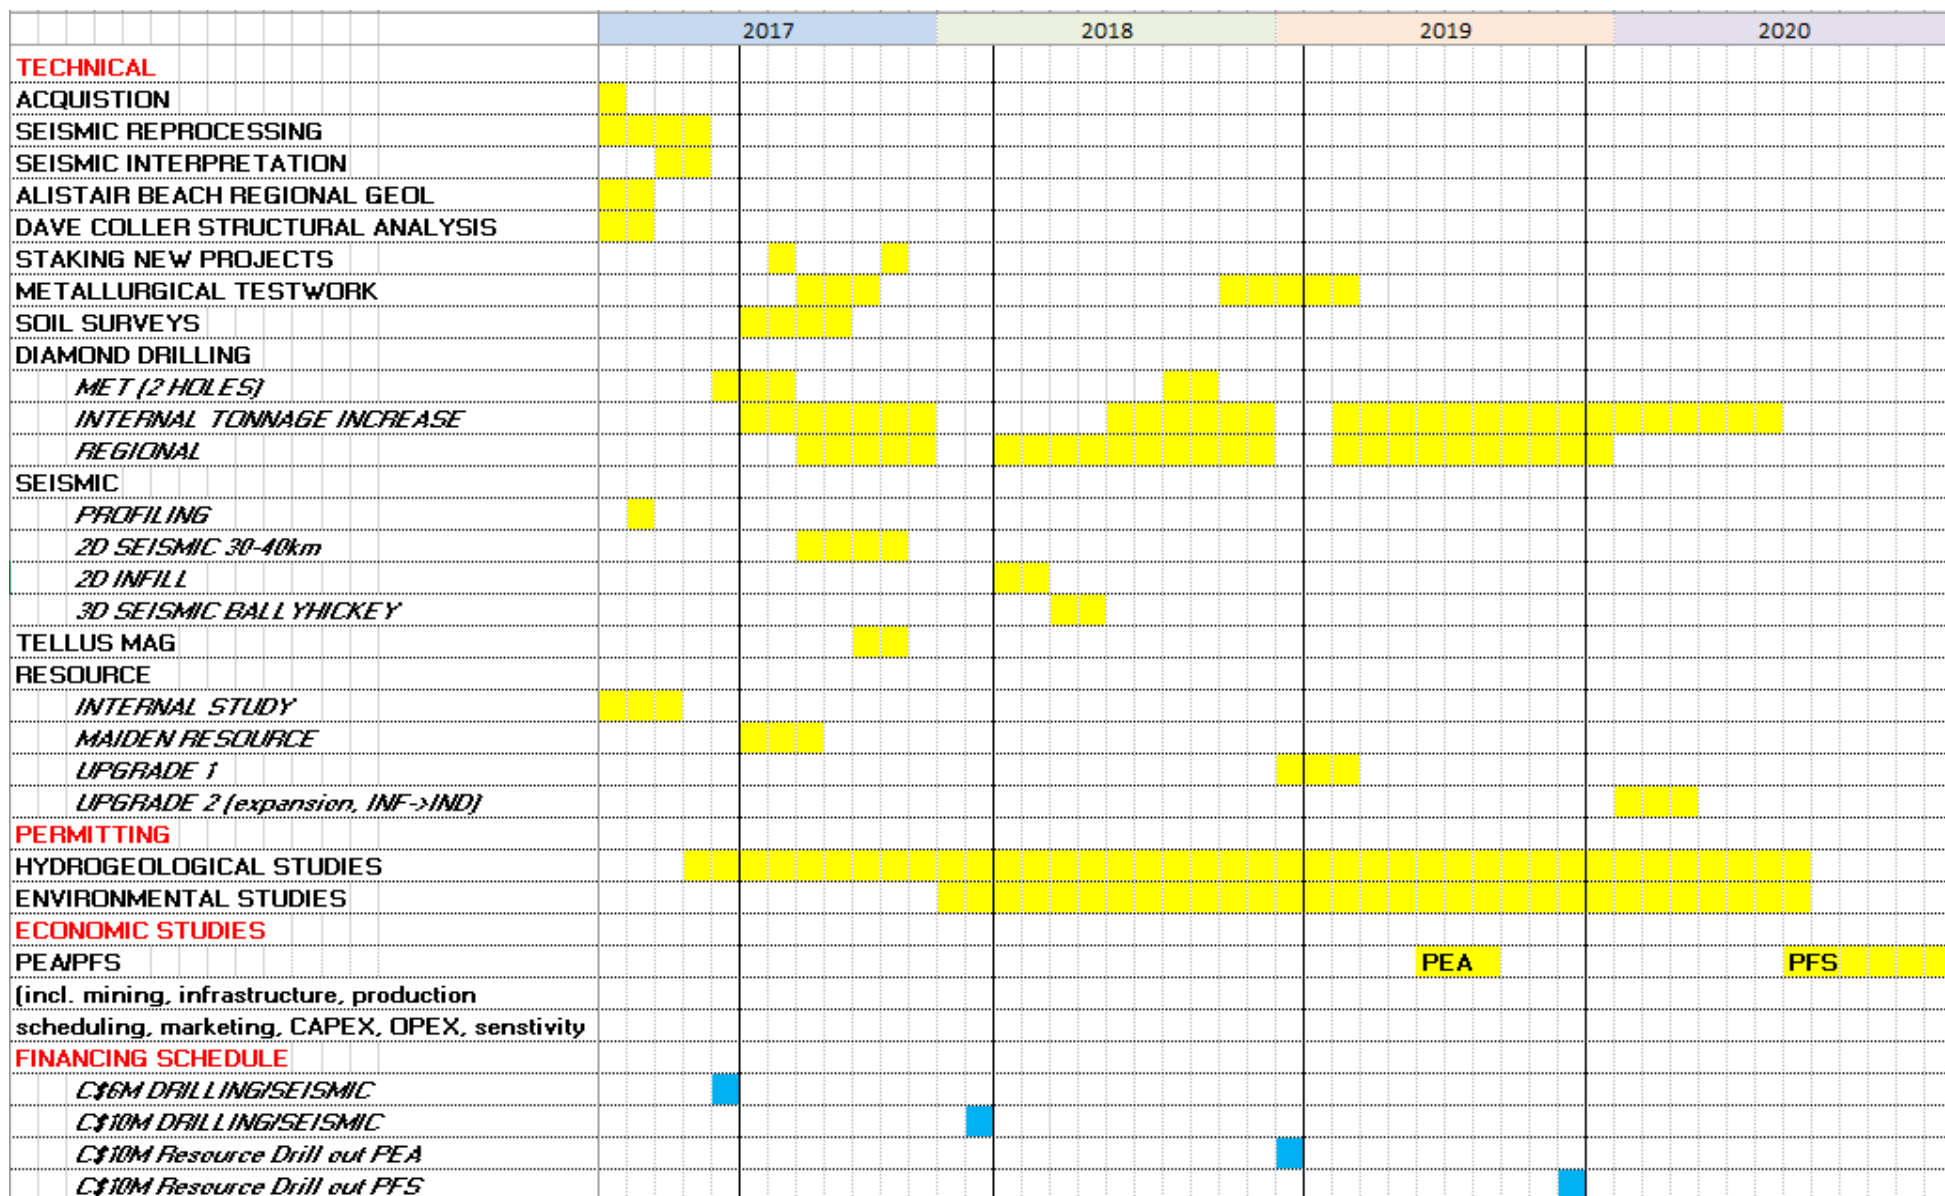 2017 2018 2019 2020
TECHNICAL
ACQUISTION
SEISMIC REPROCESSING
SEISMIC INTERPRETATION
ALISTAIR BEACH REGIONAL GEOL
DAVE COLLER STRUCTURAL ANALYSIS
STAKING NEW PROJECTS
METALLURGICAL TESTWORK
SOIL SURVEYS
DIAMOND DRILLING
MET (2 HOLES)
INTERNAL TONNAGE INCREASE
REGIONAL
SEISMIC
PROFILING
2D SEISMIC 30-40km
2D INFILL
3D SEISMIC BALLYHICKEY
TELLUS MAG
RESOURCE
INTERNAL STUDY
MAIDEN RESOURCE
UPGRADE 1
UPGRADE 2 (expansion, INF->IND)
PERMITTING
HYDROGEOLOGICAL STUDIES
ENVIRONMENTAL STUDIES
ECONOMIC STUDIES
PEA/PFS PEA PFS
(incl. mining, infrastructure, production
scheduling, marketing, CAPEX, OPEX, senstivity
FINANCING SCHEDULE
C$6M DRILLING/SEISMIC
C$10M DRILLING/SEISMIC
C$10M Resource Drill out PEA
C$10M Resource Drill out PFS